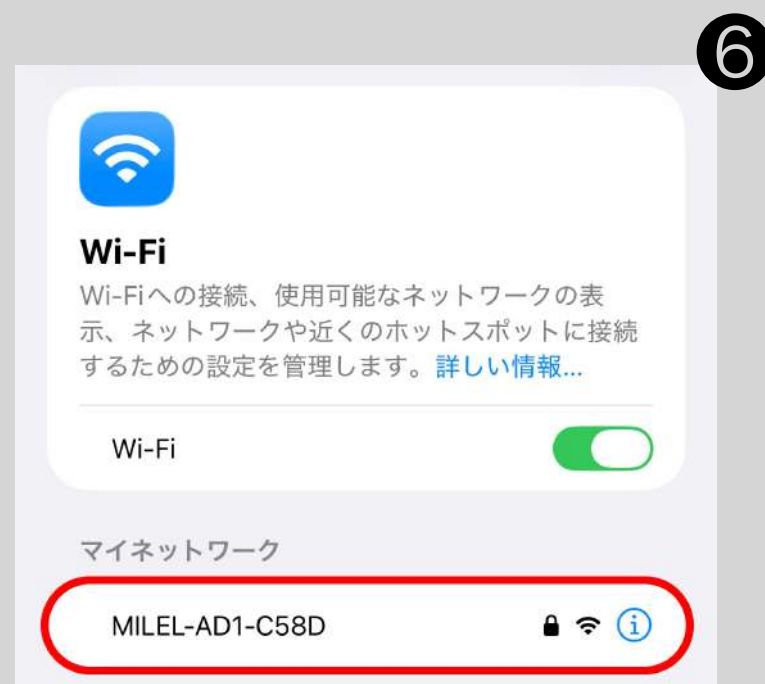 6
Wi-Fi
Wi-Fiへの接続、使用可能なネットワークの表
示、ネットワークや近くのホットスポットに接続
するための設定を管理します。詳しい情報...
Wi-Fi
マイネットワーク
MILEL-AD1-C58D